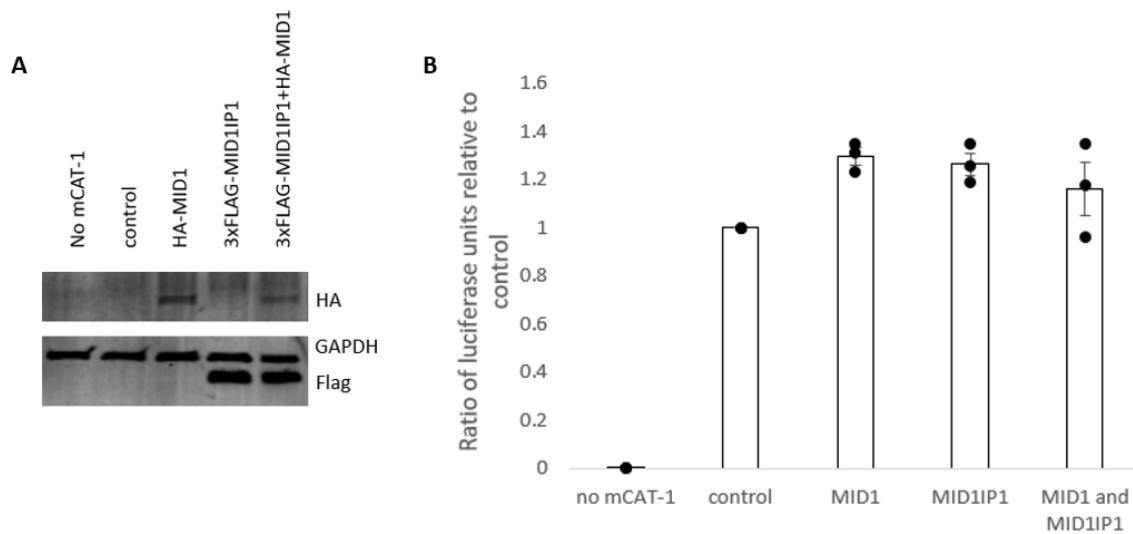 A
No mCAT-1
control
HA-MID1
3xFLAG-MID1IP1
3xFLAG-MID1IP1+HA-MID1
HA
GAPDH
Flag
B
Ratio of luciferase units relative to
control
1.6
1.4
1.2
1
0.8
0.6
0.4
0.2
0
no mCAT-1
control
MID1
MID1IP1
MID1 and
MID1IP1